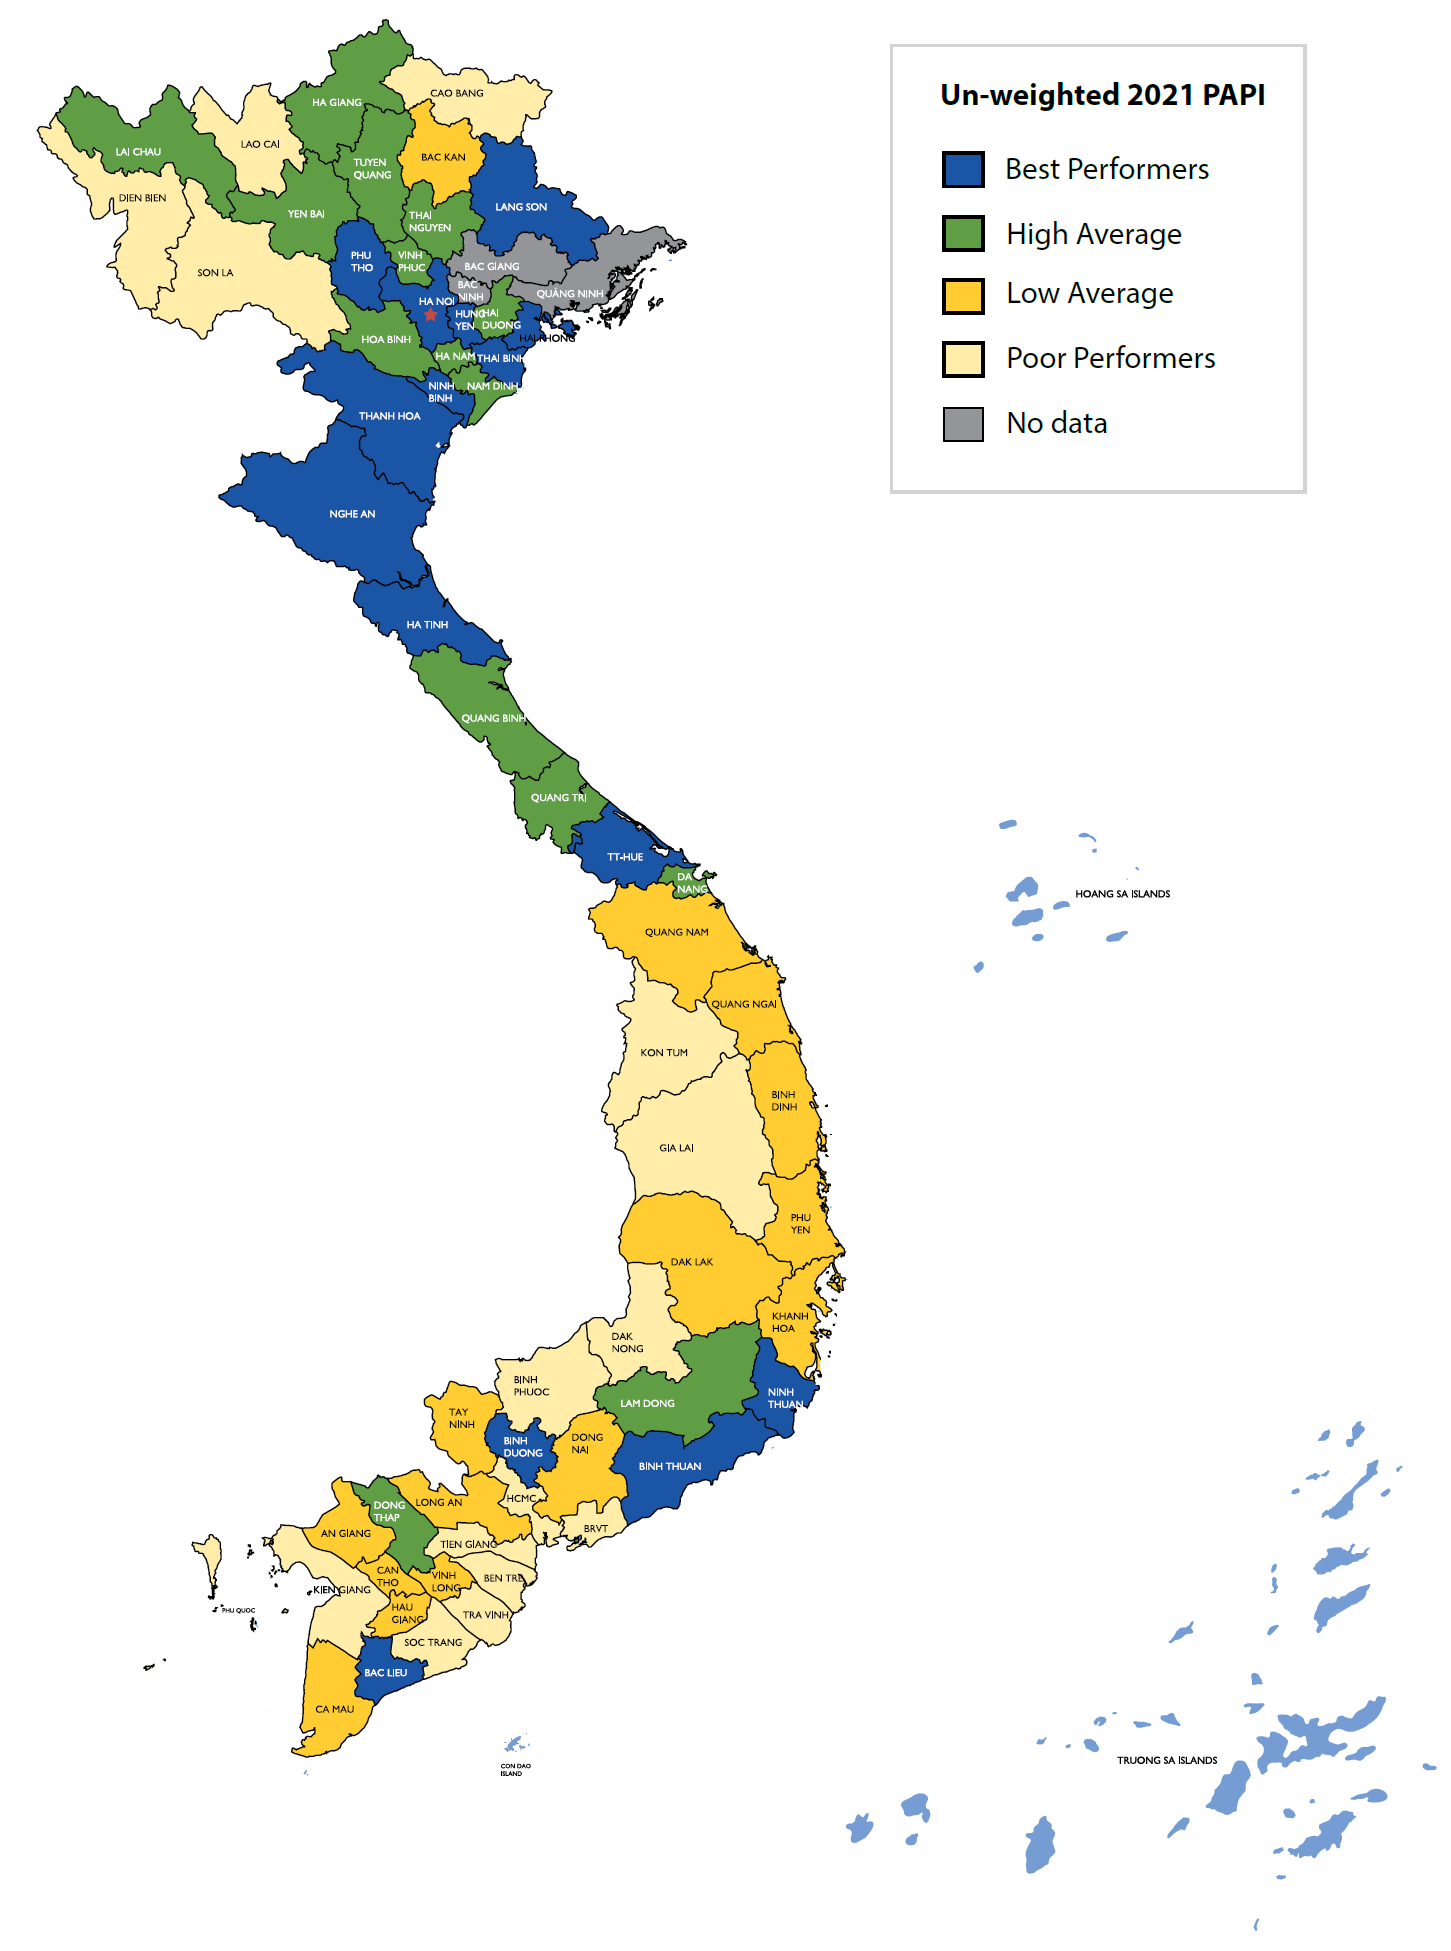 Un-weighted 2021 PAPI
Best Performers
High Average
Low Average
Poor Performers
No data
HA GIANG
CAO BANG
LAI CHAU
LAO CAI
BAC KAN
TUYEN
QUANG
DIEN BIEN
YEN BAI
THAI
NGUYEN
LANG SON
SON LA
PHU
THO
VINH
PHUC
BAC GIANG
BAC
NINH
QUANG NINH
HA NOI
HUNG
YEN
HAI
DUONG
HAI PHONG
HOA BINH
HA NAM
THAI BINH
NINH
BINH
NAM DINH
THANH HOA
NGHE AN
HA TINH
QUANG BINH
QUANG TRI
TT-HUE
DA
NANG
HOANG SA ISLANDS
QUANG NAM
QUANG NGAI
KON TUM
BINH
DINH
GIA LAI
PHU
YEN
DAK LAK
KHANH
HOA
DAK
NONG
BINH
PHUOC
LAM DONG
NINH
THUAN
TAY
NINH
BINH
DUONG
DONG
NAI
BINH THUAN
HCMC
LONG AN
DONG
THAP
BRVT
AN GIANG
TIEN GIANG
CAN
THO
VINH
LONG
BEN TRE
KIEN GIANG
HAU
GIANG
TRA VINH
PHU QUOC
SOC TRANG
BAC LIEU
CA MAU
CON DAO
ISLAND
TRUONG SA ISLANDS